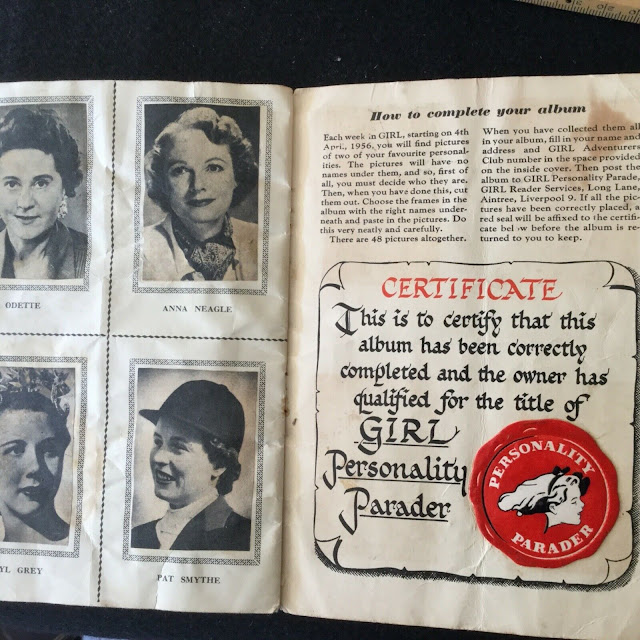 ODETTE
ANNA NEAGLE
YL GREY
PAT SMYTHE
How to complete your album
Each week in GIRL, starting on 4th
April, 1956, you will find pictures
of two of your favourite personal-
ities. The pictures will have no
names under them, and so, first of
all, you must decide who they are.
Then, when you have done this, cut
them out. Choose the frames in the
album with the right names under-
neath and paste in the pictures. Do
this very neatly and carefully.
There are 48 pictures altogether.
When you have collected them all
in your album, fill in your name and
address and GIRL Adventurers
Club number in the space provided
on the inside cover. Then post the
album to GIRL Personality Parade,
GIRL Reader Services, Long Lane,
Aintree, Liverpool 9. If all the pic-
tures have been correctly placed, a
red seal will be affixed to the certifi-
cate below before the album is re-
turned to you to keep.
CERTIFICATE
This is to certify that this
album has been correctly
completed and the owner has
qualified for the title of
GIRL
Personality
Parader
PERSONALITY
PARADER